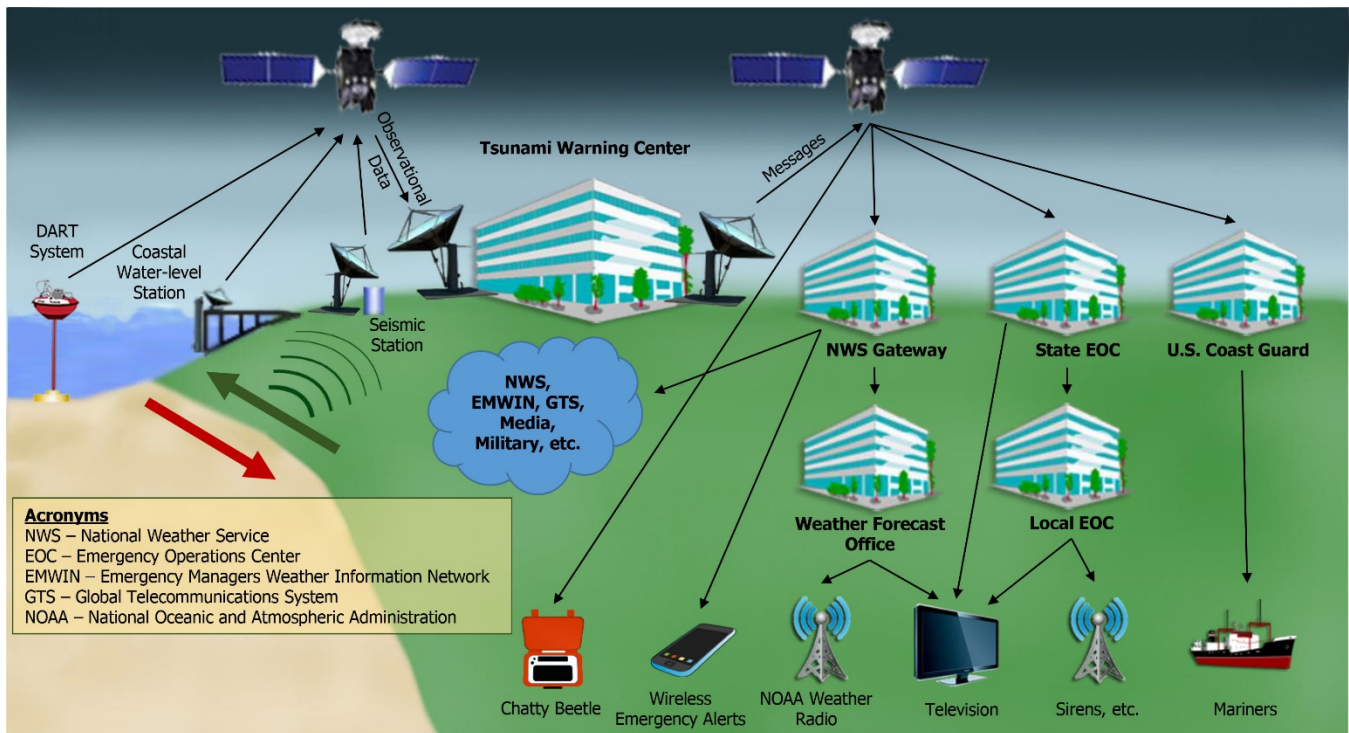 Tsunami Warning Center
Observational
Data
Messages
DART
System
Coastal
Water-level
Station
Seismic
Station
NWS Gateway
State EOC
U.S. Coast Guard
NWS,
EMWIN, GTS,
Media,
Military, etc.
Weather Forecast
Office
Local EOC
Acronyms
NWS – National Weather Service
EOC – Emergency Operations Center
EMWIN – Emergency Managers Weather Information Network
GTS – Global Telecommunications System
NOAA – National Oceanic and Atmospheric Administration
Chatty Beetle
Wireless
Emergency Alerts
NOAA Weather
Radio
Television
Sirens, etc.
Mariners